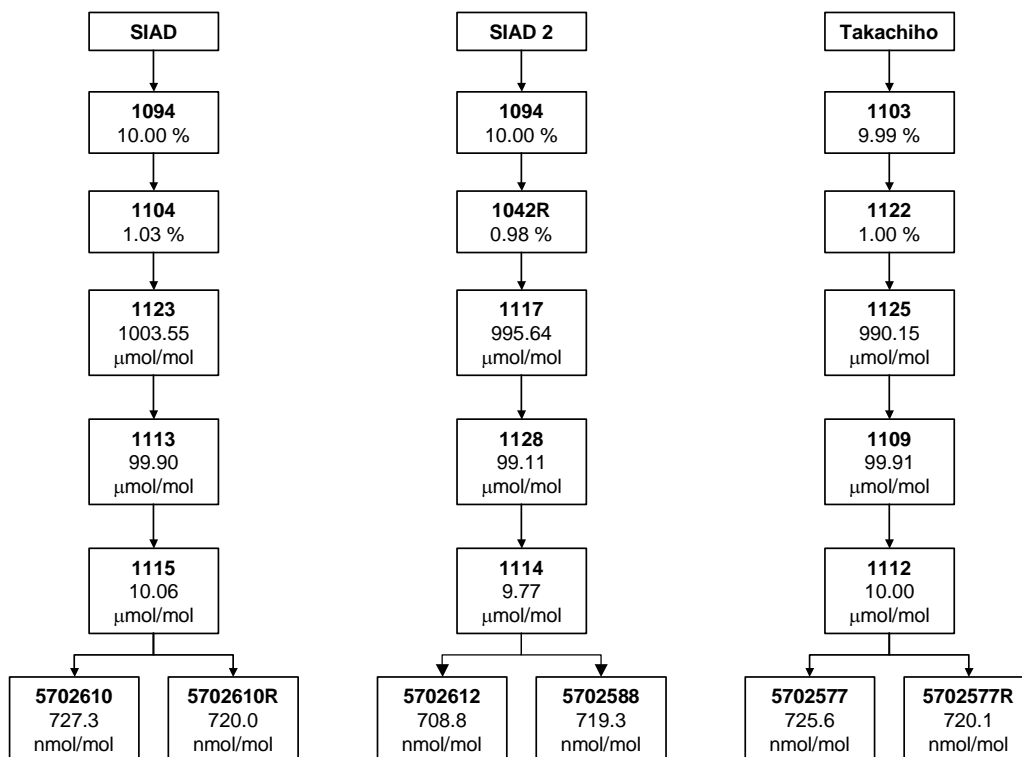 SIAD
1094
10.00 %
1104
1.03 %
1123
1003.55
μmol/mol
1113
99.90
μmol/mol
1115
10.06
μmol/mol
5702610
727.3
nmol/mol
5702610R
720.0
nmol/mol
SIAD 2
1094
10.00 %
1042R
0.98 %
1117
995.64
μmol/mol
1128
99.11
μmol/mol
1114
9.77
μmol/mol
5702612
708.8
nmol/mol
5702588
719.3
nmol/mol
Takachiho
1103
9.99 %
1122
1.00 %
1125
990.15
μmol/mol
1109
99.91
μmol/mol
1112
10.00
μmol/mol
5702577
725.6
nmol/mol
5702577R
720.1
nmol/mol